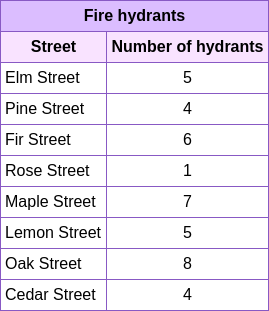 Fire hydrants
Street Number of hydrants
Elm Street 5
Pine Street 4
Fir Street 6
Rose Street 1
Maple Street 7
Lemon Street 5
Oak Street 8
Cedar Street 4